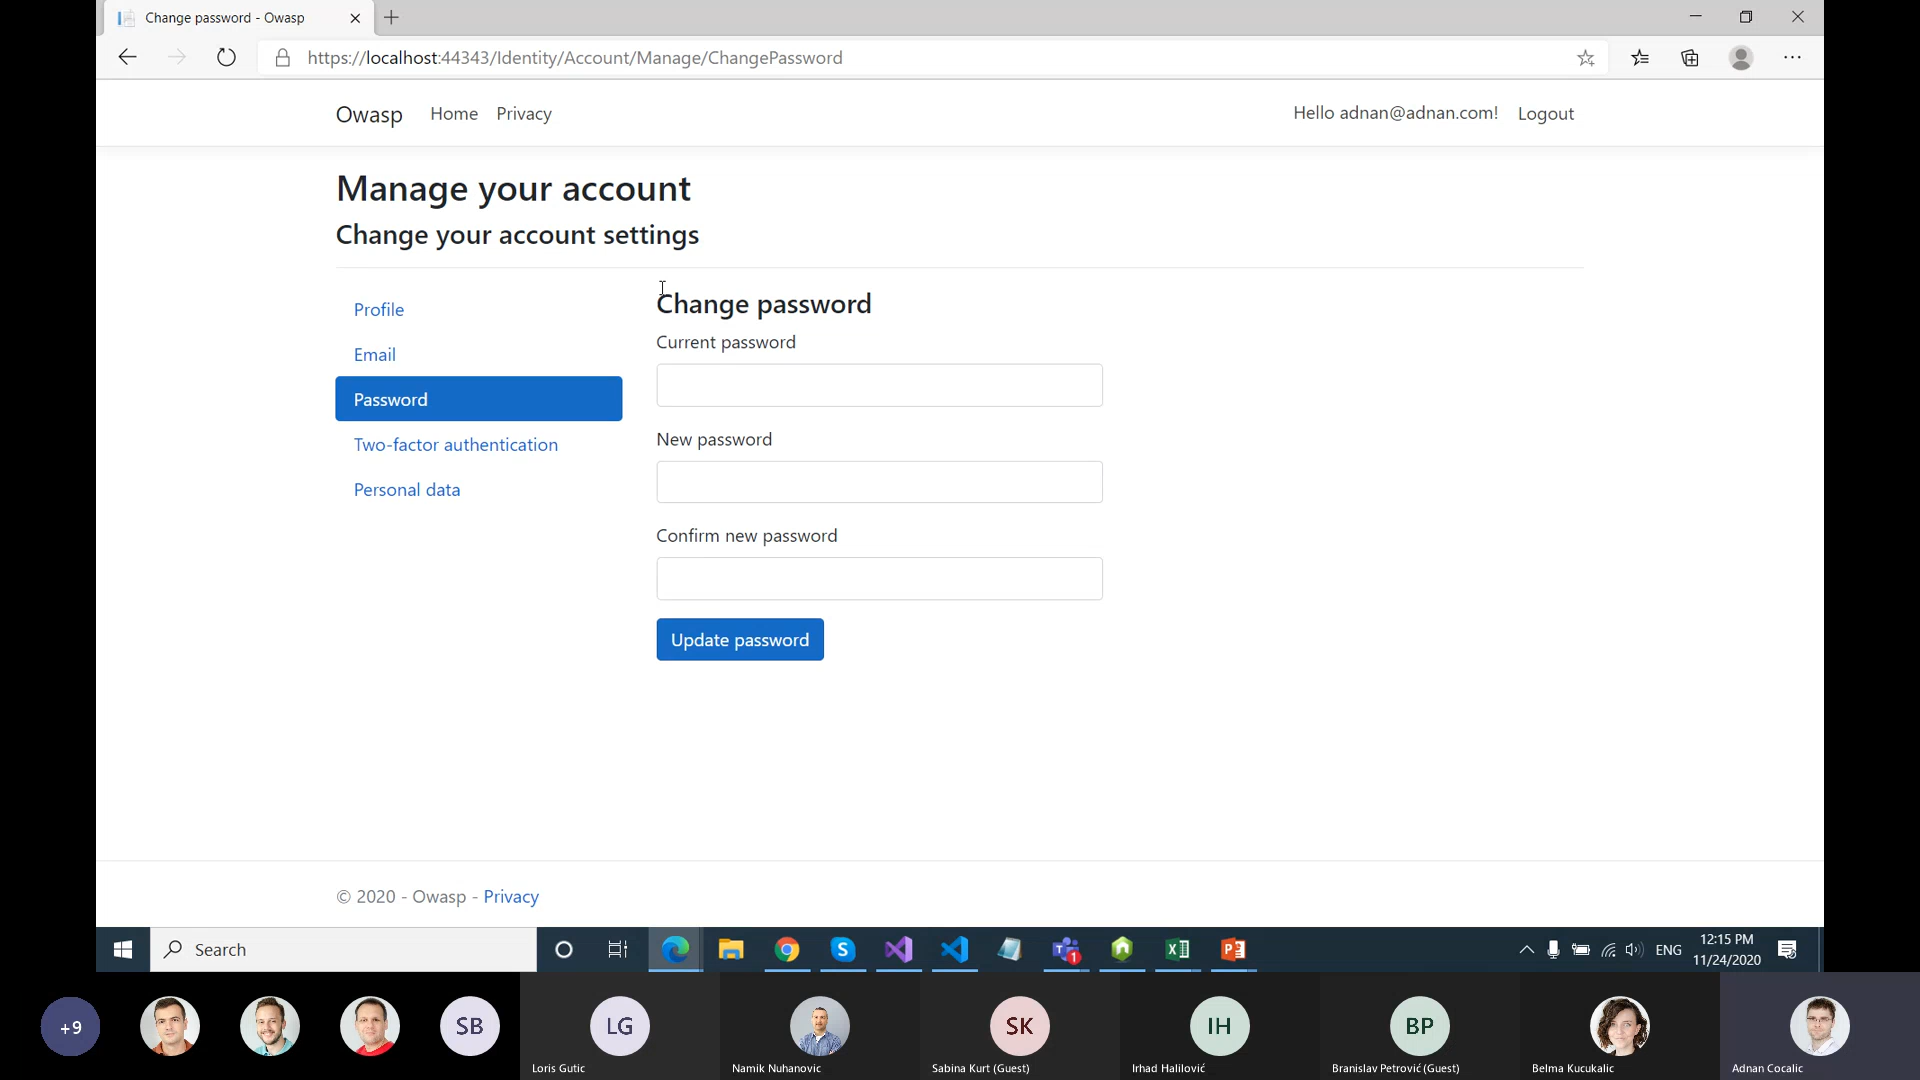 Change password - Owasp
https://localhost:44343/Identity/Account/Manage/ChangePassword
Owasp Home Privacy Hello adnan@adnan.com! Logout
Manage your account
Change your account settings
Profile
Email
Password
Two-factor authentication
Personal data
Change password
Current password
New password
Confirm new password
Update password
© 2020 - Owasp - Privacy
Search
1
ENG
12:15 PM
11/24/2020
+9
SB
LG
SK
IH
BP
Loris Gutic
Namik Nuhanovic
Sabina Kurt (Guest)
Irhad Halilović
Branislav Petrović (Guest)
Belma Kucukalic
Adnan Cocalic